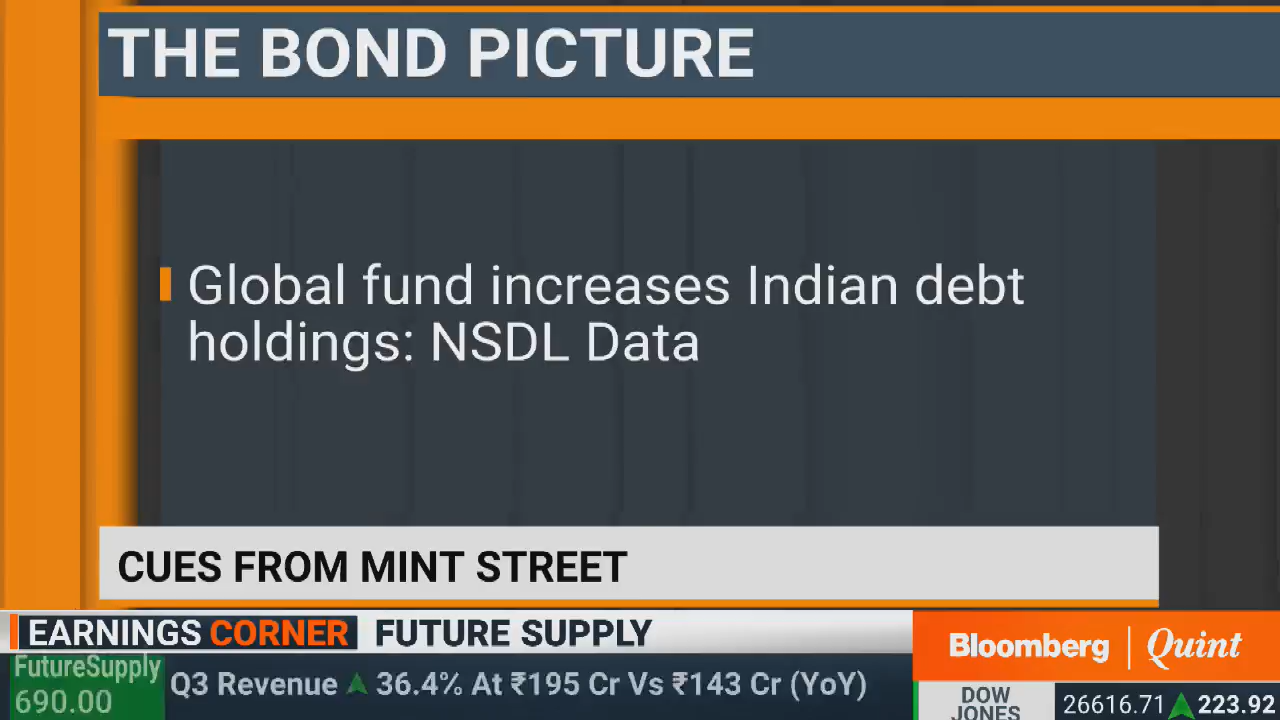 THE BOND PICTURE
Global fund increases Indian debt
holdings: NSDL Data
CUES FROM MINT STREET
EARNINGS CORNER FUTURE SUPPLY
Bloomberg | Quint
FutureSupply
690.00
Q3 Revenue ▲ 36.4% At ₹195 Cr Vs ₹143 Cr (YoY)
DOW
JONES
26616.71 ▲ 223.92